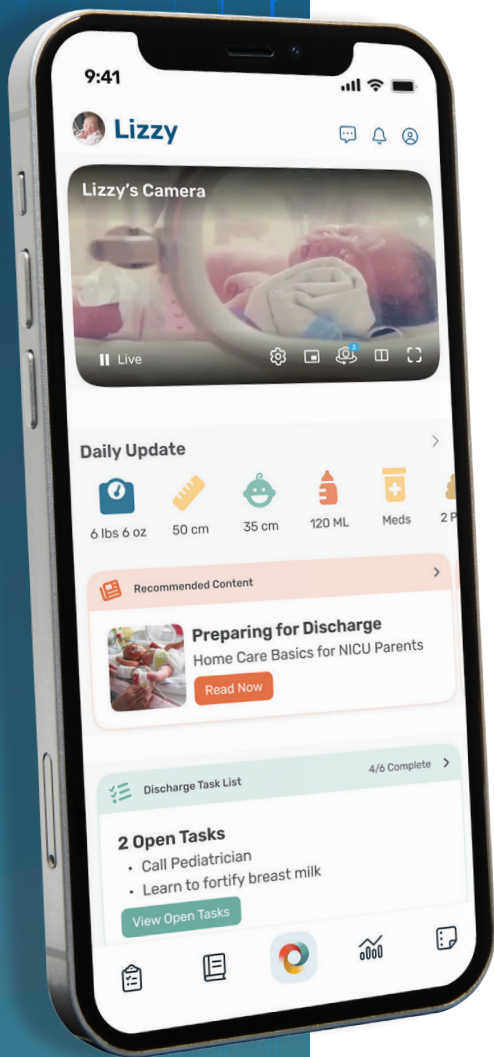 9:41
Lizzy
Lizzy's Camera
Live
2
Daily Update
6 lbs 6 oz
50 cm
35 cm
120 ML
Meds
2 P
Recommended Content
Preparing for Discharge
Home Care Basics for NICU Parents
Read Now
Discharge Task List
4/6 Complete
2 Open Tasks
• Call Pediatrician
• Learn to fortify breast milk
View Open Tasks